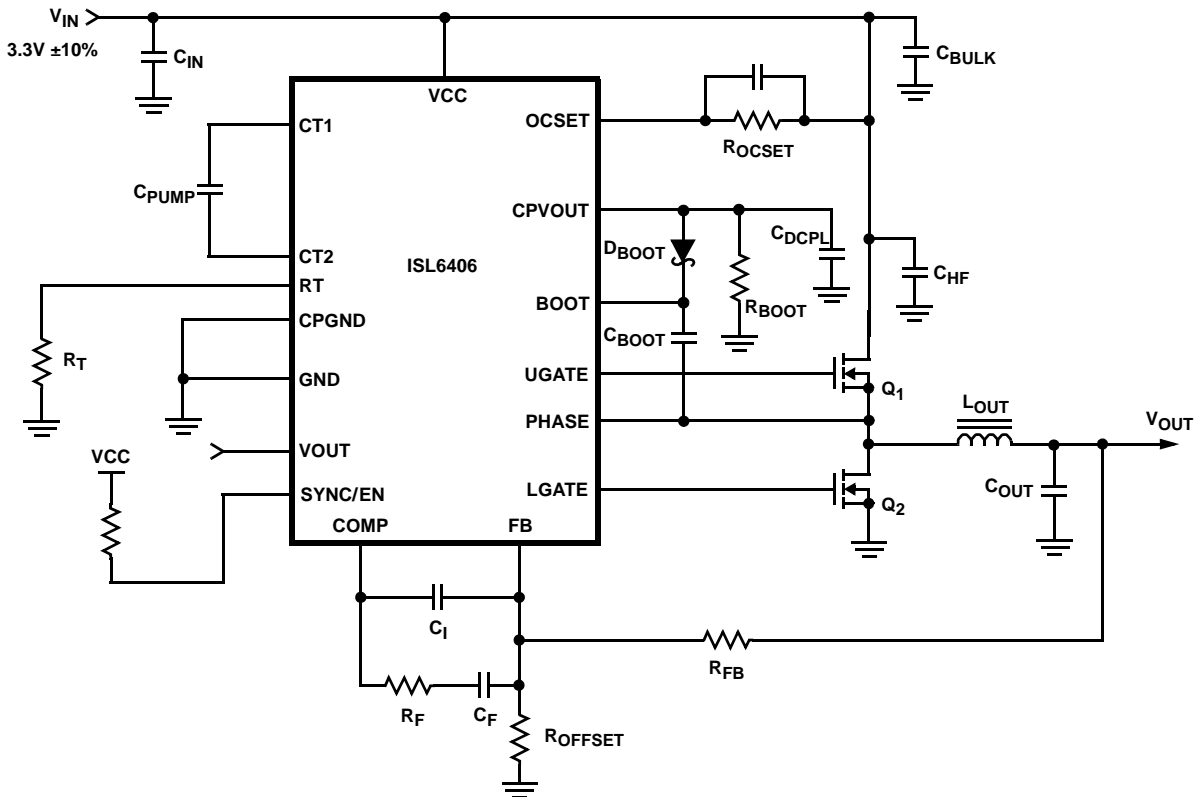 VIN
3.3V ±10%
CIN
CBULK
VCC
CT1
OCSET
ROCSET
CPUMP
CPVOUT
CDCPL
DBOOT
CT2
ISL6406
CHF
RT
BOOT
RBOOT
CPGND
CBOOT
RT
UGATE
Q1
GND
LOUT
PHASE
VOUT
VCC
VOUT
SYNC/EN
LGATE
Q2
COUT
COMP
FB
CI
RFB
RF
CF
ROFFSET